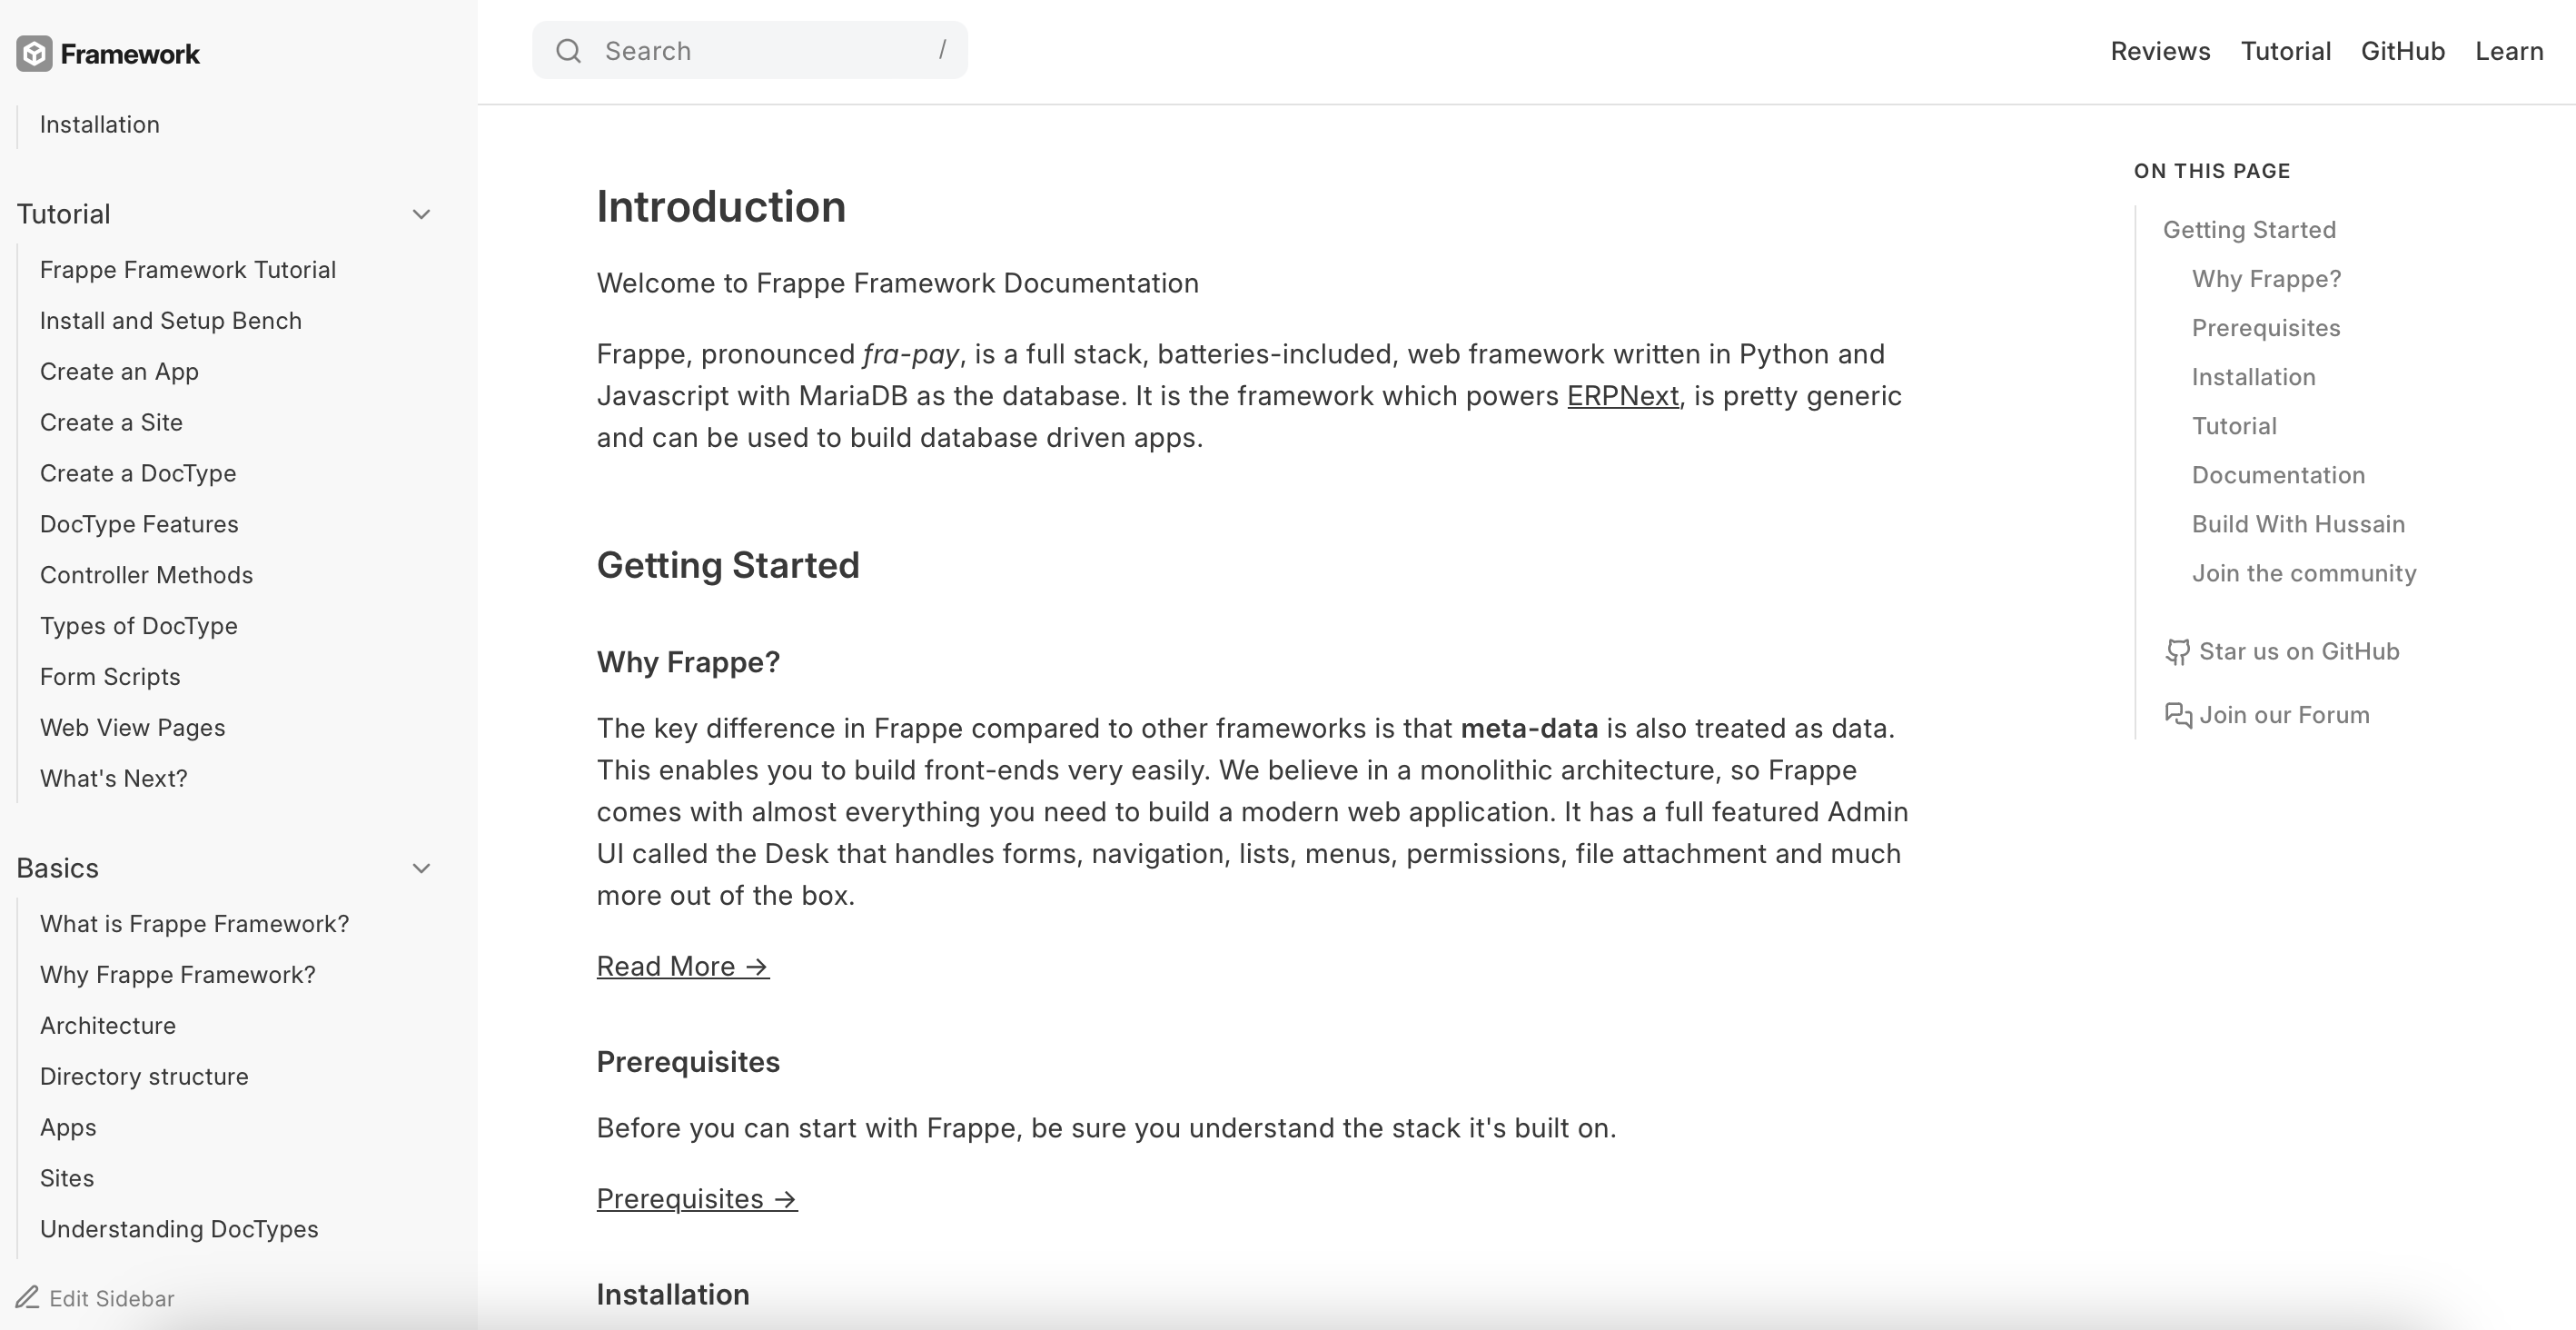 Framework
Search /
Reviews Tutorial GitHub Learn
Installation
Tutorial
Frappe Framework Tutorial
Install and Setup Bench
Create an App
Create a Site
Create a DocType
DocType Features
Controller Methods
Types of DocType
Form Scripts
Web View Pages
What's Next?
Basics
What is Frappe Framework?
Why Frappe Framework?
Architecture
Directory structure
Apps
Sites
Understanding DocTypes
Edit Sidebar
Introduction
Welcome to Frappe Framework Documentation
Frappe, pronounced fra-pay, is a full stack, batteries-included, web framework written in Python and
Javascript with MariaDB as the database. It is the framework which powers ERPNext, is pretty generic
and can be used to build database driven apps.
Getting Started
Why Frappe?
The key difference in Frappe compared to other frameworks is that meta-data is also treated as data.
This enables you to build front-ends very easily. We believe in a monolithic architecture, so Frappe
comes with almost everything you need to build a modern web application. It has a full featured Admin
UI called the Desk that handles forms, navigation, lists, menus, permissions, file attachment and much
more out of the box.
Read More →
Prerequisites
Before you can start with Frappe, be sure you understand the stack it's built on.
Prerequisites →
Installation
ON THIS PAGE
Getting Started
Why Frappe?
Prerequisites
Installation
Tutorial
Documentation
Build With Hussain
Join the community
Star us on GitHub
Join our Forum